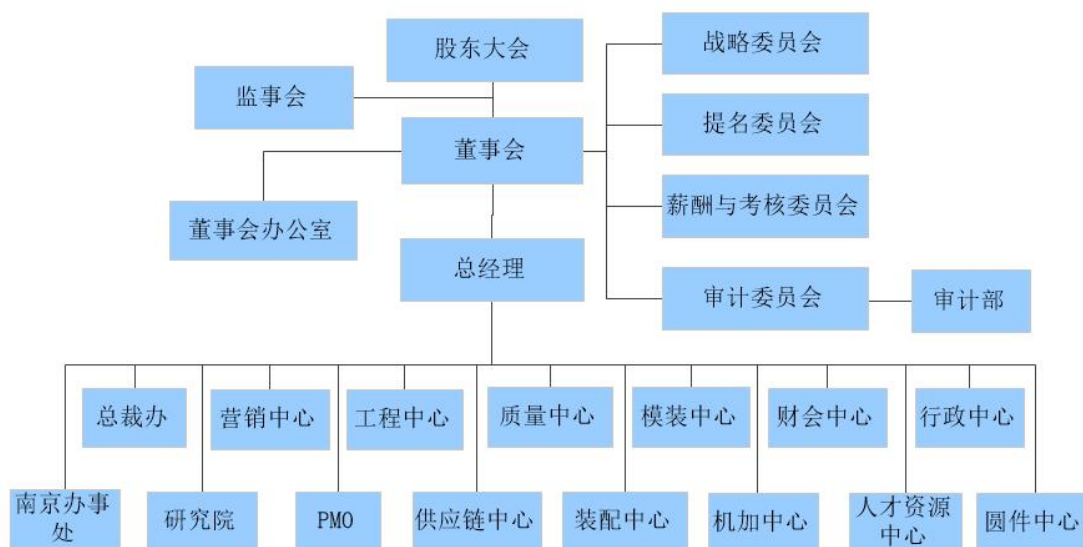 股东大会
战略委员会
监事会
提名委员会
董事会
薪酬与考核委员会
董事会办公室
总经理
审计委员会
审计部
总裁办
营销中心
工程中心
质量中心
模装中心
财会中心
行政中心
南京办事
处
研究院
PMO
供应链中心
装配中心
机加中心
人才资源
中心
圆件中心